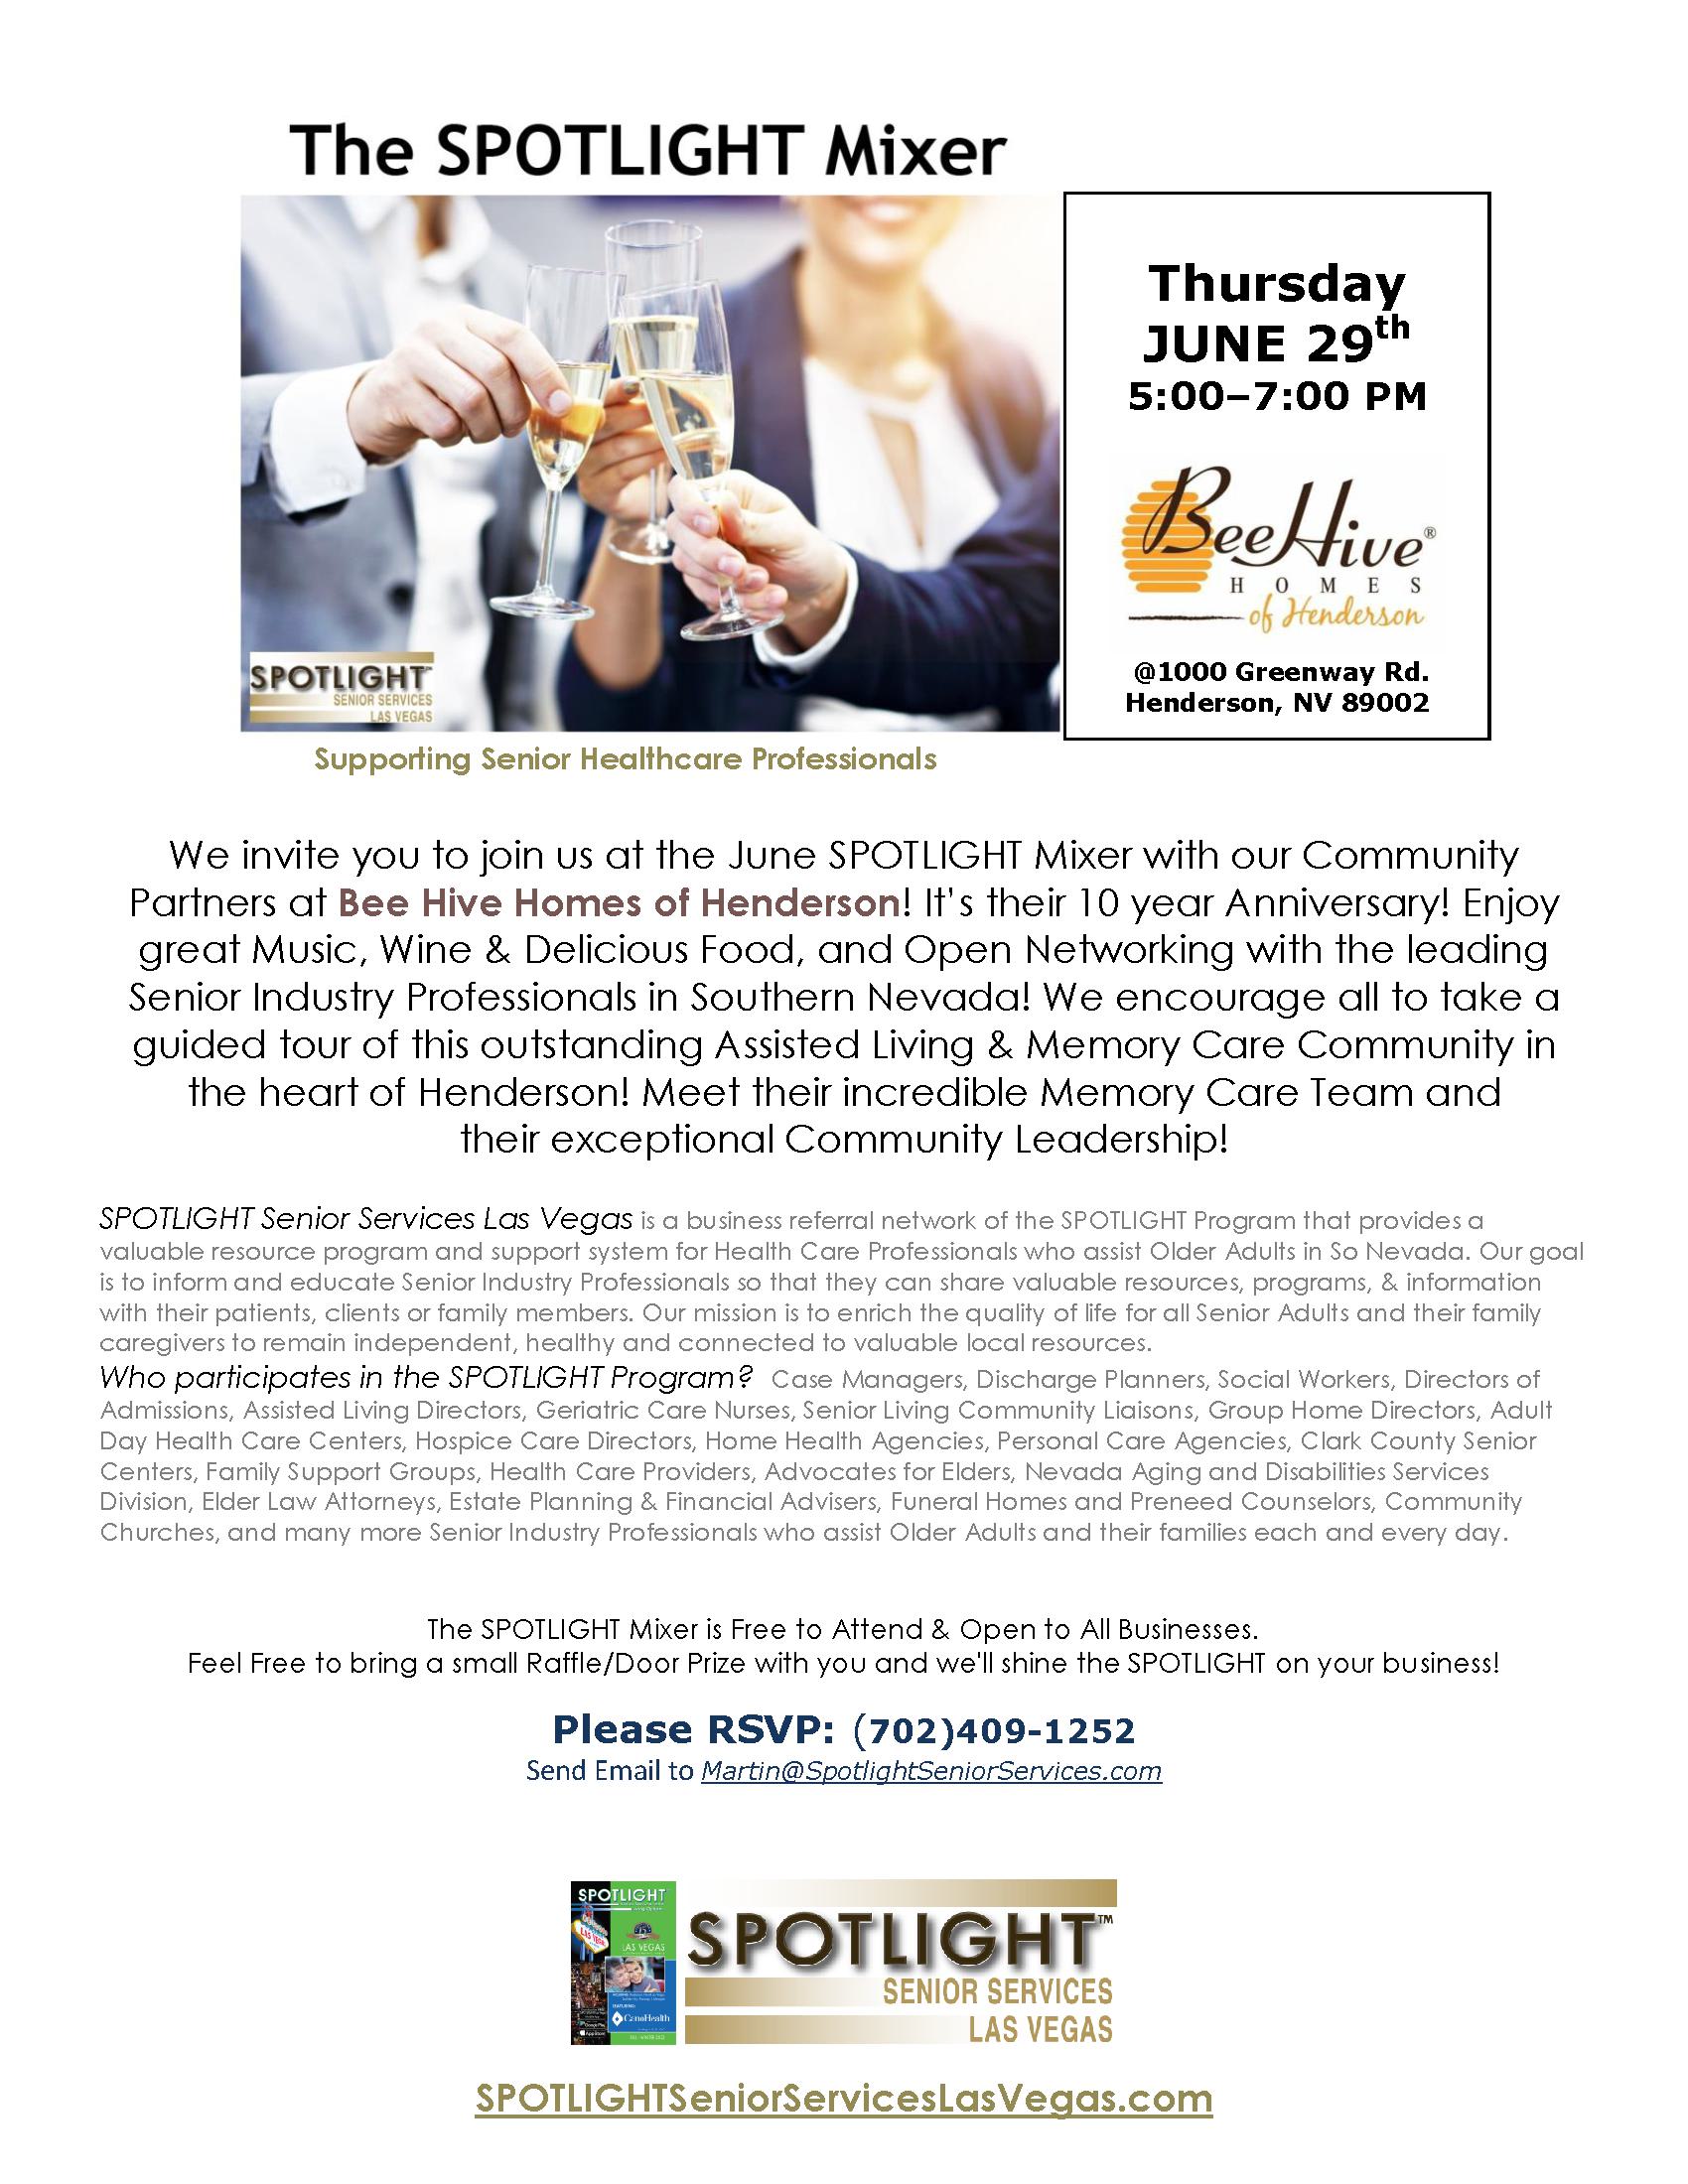 The SPOTLIGHT Mixer
Thursday
JUNE 29th
5:00–7:00 PM
BeeHive®
HOMES
of Henderson
@1000 Greenway Rd.
Henderson, NV 89002
SPOTLIGHT™
SENIOR SERVICES
LAS VEGAS
Supporting Senior Healthcare Professionals
We invite you to join us at the June SPOTLIGHT Mixer with our Community
Partners at Bee Hive Homes of Henderson! It's their 10 year Anniversary! Enjoy
great Music, Wine & Delicious Food, and Open Networking with the leading
Senior Industry Professionals in Southern Nevada! We encourage all to take a
guided tour of this outstanding Assisted Living & Memory Care Community in
the heart of Henderson! Meet their incredible Memory Care Team and
their exceptional Community Leadership!
SPOTLIGHT Senior Services Las Vegas is a business referral network of the SPOTLIGHT Program that provides a
valuable resource program and support system for Health Care Professionals who assist Older Adults in So Nevada. Our goal
is to inform and educate Senior Industry Professionals so that they can share valuable resources, programs, & information
with their patients, clients or family members. Our mission is to enrich the quality of life for all Senior Adults and their family
caregivers to remain independent, healthy and connected to valuable local resources.
Who participates in the SPOTLIGHT Program? Case Managers, Discharge Planners, Social Workers, Directors of
Admissions, Assisted Living Directors, Geriatric Care Nurses, Senior Living Community Liaisons, Group Home Directors, Adult
Day Health Care Centers, Hospice Care Directors, Home Health Agencies, Personal Care Agencies, Clark County Senior
Centers, Family Support Groups, Health Care Providers, Advocates for Elders, Nevada Aging and Disabilities Services
Division, Elder Law Attorneys, Estate Planning & Financial Advisers, Funeral Homes and Preneed Counselors, Community
Churches, and many more Senior Industry Professionals who assist Older Adults and their families each and every day.
The SPOTLIGHT Mixer is Free to Attend & Open to All Businesses.
Feel Free to bring a small Raffle/Door Prize with you and we'll shine the SPOTLIGHT on your business!
Please RSVP: (702)409-1252
Send Email to Martin@SpotlightSeniorServices.com
SPOTLIGHT
LAS VEGAS
CanoHealth
SPOTLIGHT™
SENIOR SERVICES
LAS VEGAS
SPOTLIGHTSeniorServicesLasVegas.com